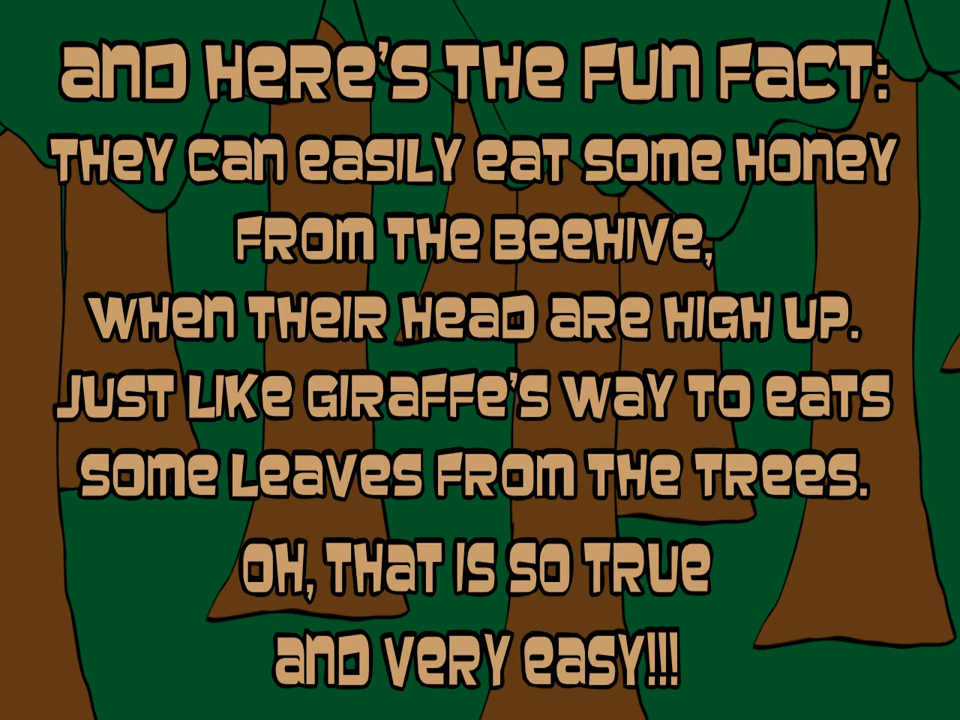 AND HERE'S THE FUN FACT:
THEY CAN EASILY EAT SOME HONEY
FROM THE BEEHIVE,
WHEN THEIR HEAD ARE HIGH UP.
JUST LIKE GIRAFFE'S WAY TO EATS
SOME LEAVES FROM THE TREES.
OH, THAT IS SO TRUE
AND VERY EASY!!!